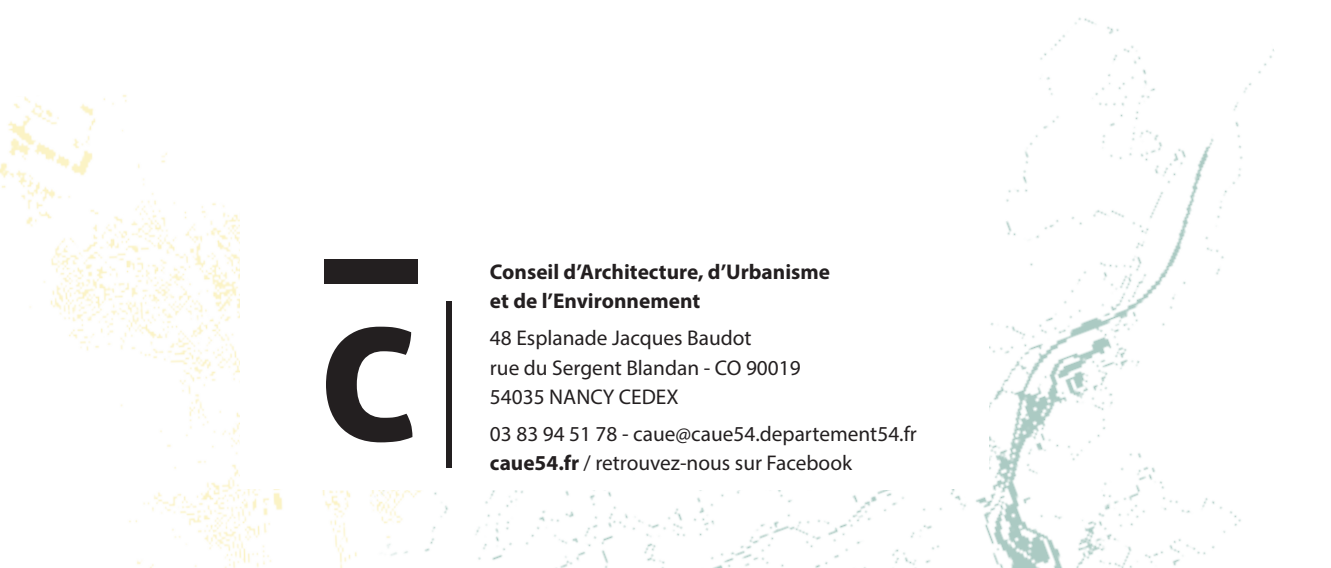 c
Conseil d’Architecture, d’Urbanisme
et de l’Environnement
48 Esplanade Jacques Baudot
rue du Sergent Blandan - CO 90019
54035 NANCY CEDEX
03 83 94 51 78 - caue@caue54.departement54.fr
caue54.fr / retrouvez-nous sur Facebook